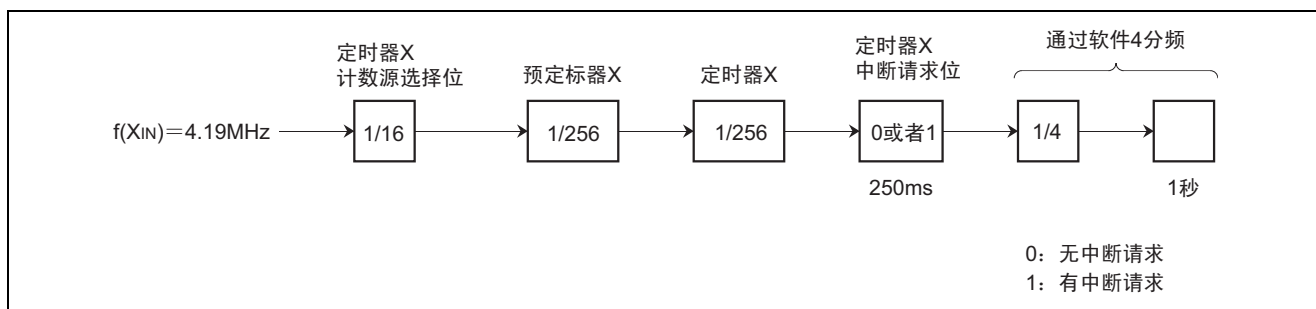 定时器X
计数源选择位
预定标器X
定时器X
定时器X
中断请求位
通过软件4分频
f(XIN)=4.19MHz
1/16
1/256
1/256
0或者1
1/4
250ms
1秒
0：无中断请求
1：有中断请求